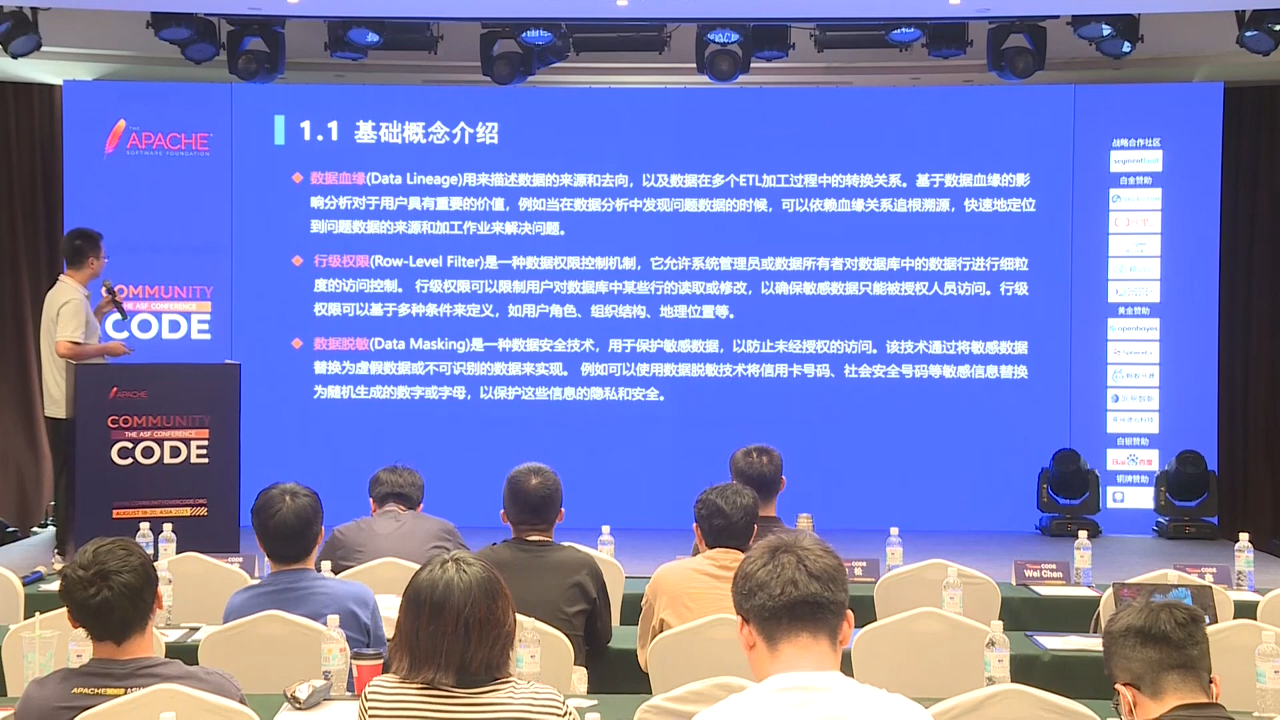 THE
APACHE
SOFTWARE FOUNDATION
COMMUNITY
THE ASF CONFERENCE
CODE
1.1 基础概念介绍
数据血缘(Data Lineage)用来描述数据的来源和去向，以及数据在多个ETL加工过程中的转换关系。基于数据血缘的影
响分析对于用户具有重要的价值，例如当在数据分析中发现问题数据的时候，可以依赖血缘关系追根溯源，快速地定位
到问题数据的来源和加工作业来解决问题。
行级权限(Row-Level Filter)是一种数据权限控制机制，它允许系统管理员或数据所有者对数据库中的数据行进行细粒
度的访问控制。 行级权限可以限制用户对数据库中某些行的读取或修改，以确保敏感数据只能被授权人员访问。行级
权限可以基于多种条件来定义，如用户角色、组织结构、地理位置等。
数据脱敏(Data Masking)是一种数据安全技术，用于保护敏感数据，以防止未经授权的访问。该技术通过将敏感数据
替换为虚假数据或不可识别的数据来实现。 例如可以使用数据脱敏技术将信用卡号码、社会安全号码等敏感信息替换
为随机生成的数字或字母，以保护这些信息的隐私和安全。
战略合作社区
segmentfault
白金赞助
黄金赞助
openbayes
白银赞助
Bai 百度
铜牌赞助
APACHE
COMMUNITY
THE ASF CONFERENCE
CODE
WWW.COMMUNITYOVERCODE.ORG
AUGUST 18-20, ASIA 2023
CODE
CODE
Wei Chen
CODE
APACHE